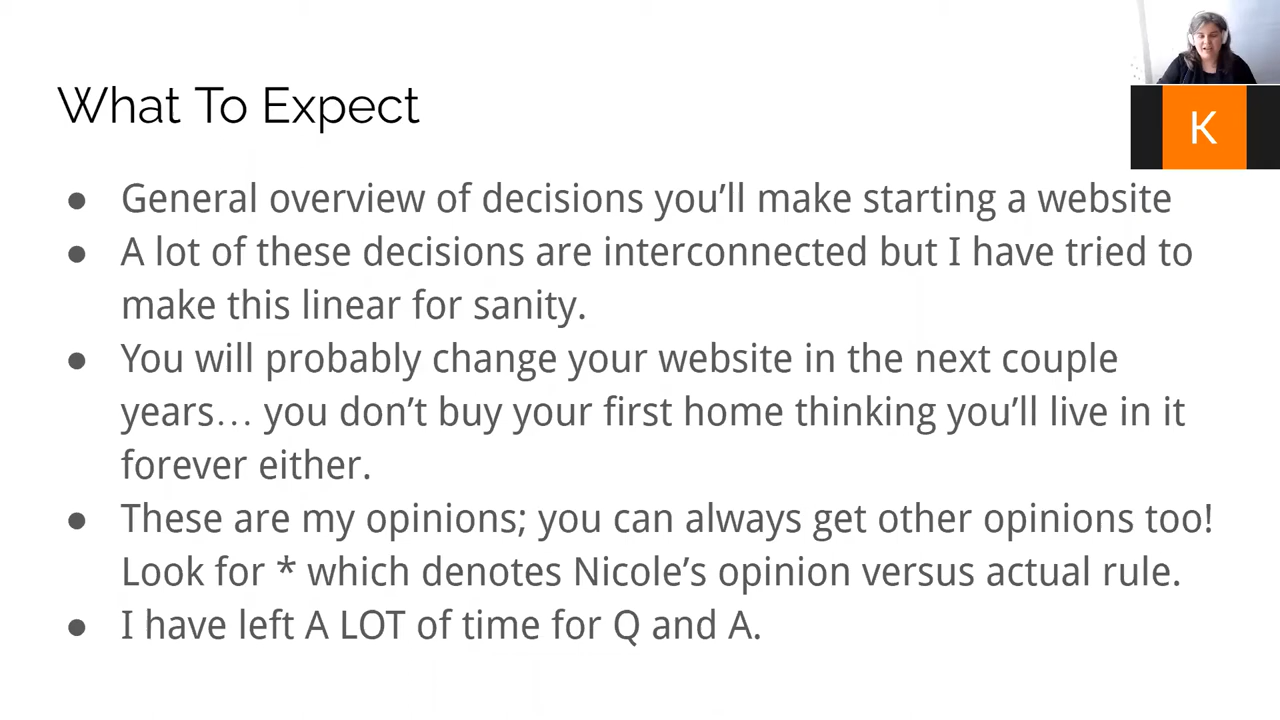 What To Expect
K
● General overview of decisions you’ll make starting a website
● A lot of these decisions are interconnected but I have tried to
make this linear for sanity.
● You will probably change your website in the next couple
years… you don’t buy your first home thinking you’ll live in it
forever either.
● These are my opinions; you can always get other opinions too!
Look for * which denotes Nicole’s opinion versus actual rule.
● I have left A LOT of time for Q and A.